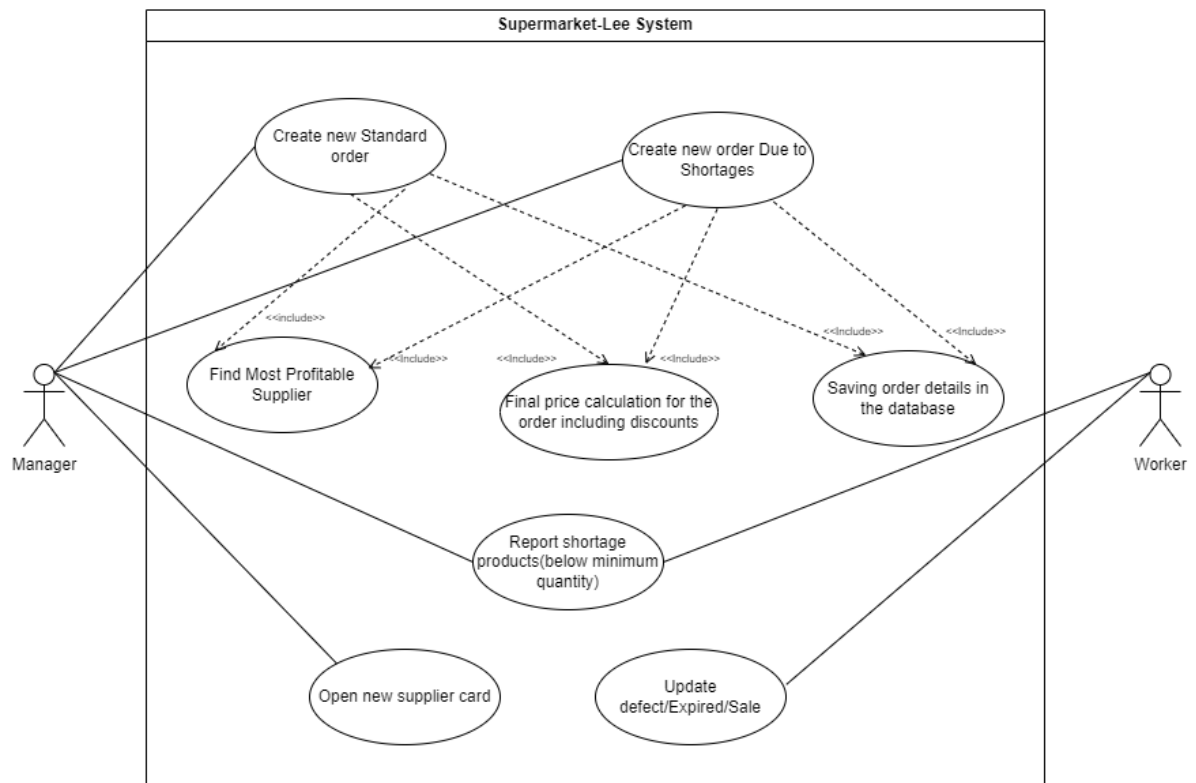 Supermarket-Lee System
Create new Standard
order
Create new order Due to
Shortages
<<include>>
<<Include>>
<<Include>>
<<Include>>
<<Include>>
<<Include>>
Find Most Profitable
Supplier
Final price calculation for the
order including discounts
Saving order details in
the database
Manager
Worker
Report shortage
products(below minimum
quantity)
Open new supplier card
Update
defect/Expired/Sale